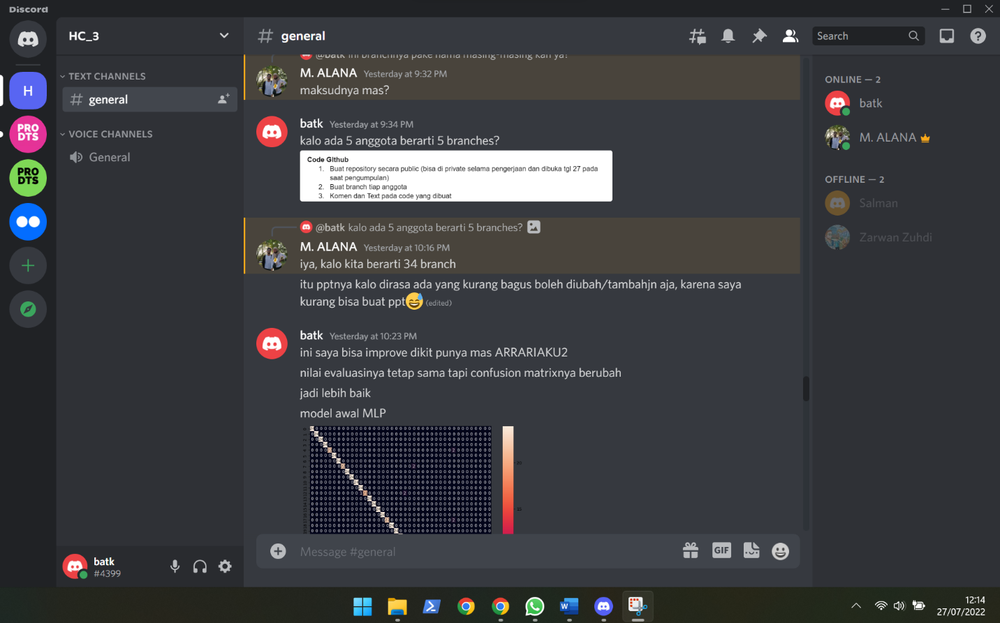 Discord
HC_3
general
Search
@batk ini branchnya pake nama masing-masing kan ya?
M. ALANA Yesterday at 9:32 PM
maksudnya mas?
batk Yesterday at 9:34 PM
kalo ada 5 anggota berarti 5 branches?
Code GIthub
1. Buat repository secara public (bisa di private selama pengerjaan dan dibuka tgl 27 pada
saat pengumpulan)
2. Buat branch tiap anggota
3. Komen dan Text pada code yang dibuat
@batk kalo ada 5 anggota berarti 5 branches?
M. ALANA Yesterday at 10:16 PM
iya, kalo kita berarti 34 branch
itu pptnya kalo dirasa ada yang kurang bagus boleh diubah/tambahjn aja, karena saya
kurang bisa buat ppt😅 (edited)
batk Yesterday at 10:23 PM
ini saya bisa improve dikit punya mas ARRARIAKU2
nilai evaluasinya tetap sama tapi confusion matrixnya berubah
jadi lebih baik
model awal MLP
20
15
Message #general
GIF
TEXT CHANNELS
# general
VOICE CHANNELS
General
H
PRO
DTS
PRO
DTS
batk
#4399
ONLINE — 2
batk
M. ALANA
OFFLINE — 2
Salman
Zarwan Zuhdi
12:14
27/07/2022